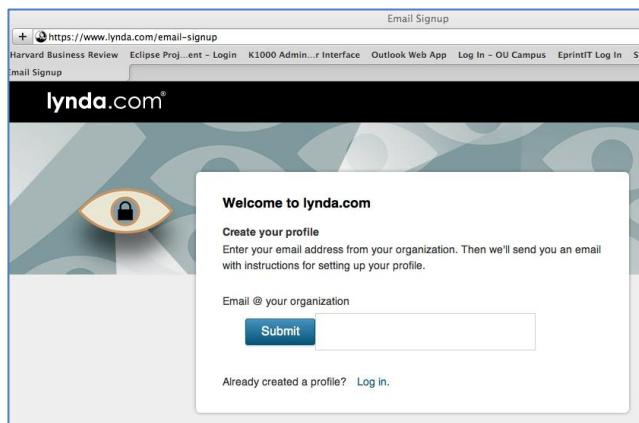 Email Signup
+ https://www.lynda.com/email-signup
Harvard Business Review Eclipse Proj...ent – Login K1000 Admin...r Interface Outlook Web App Log In – OU Campus EprintIT Log In S
Email Signup
lynda.com®
Welcome to lynda.com
Create your profile
Enter your email address from your organization. Then we'll send you an email
with instructions for setting up your profile.
Email @ your organization
Submit
Already created a profile? Log in.